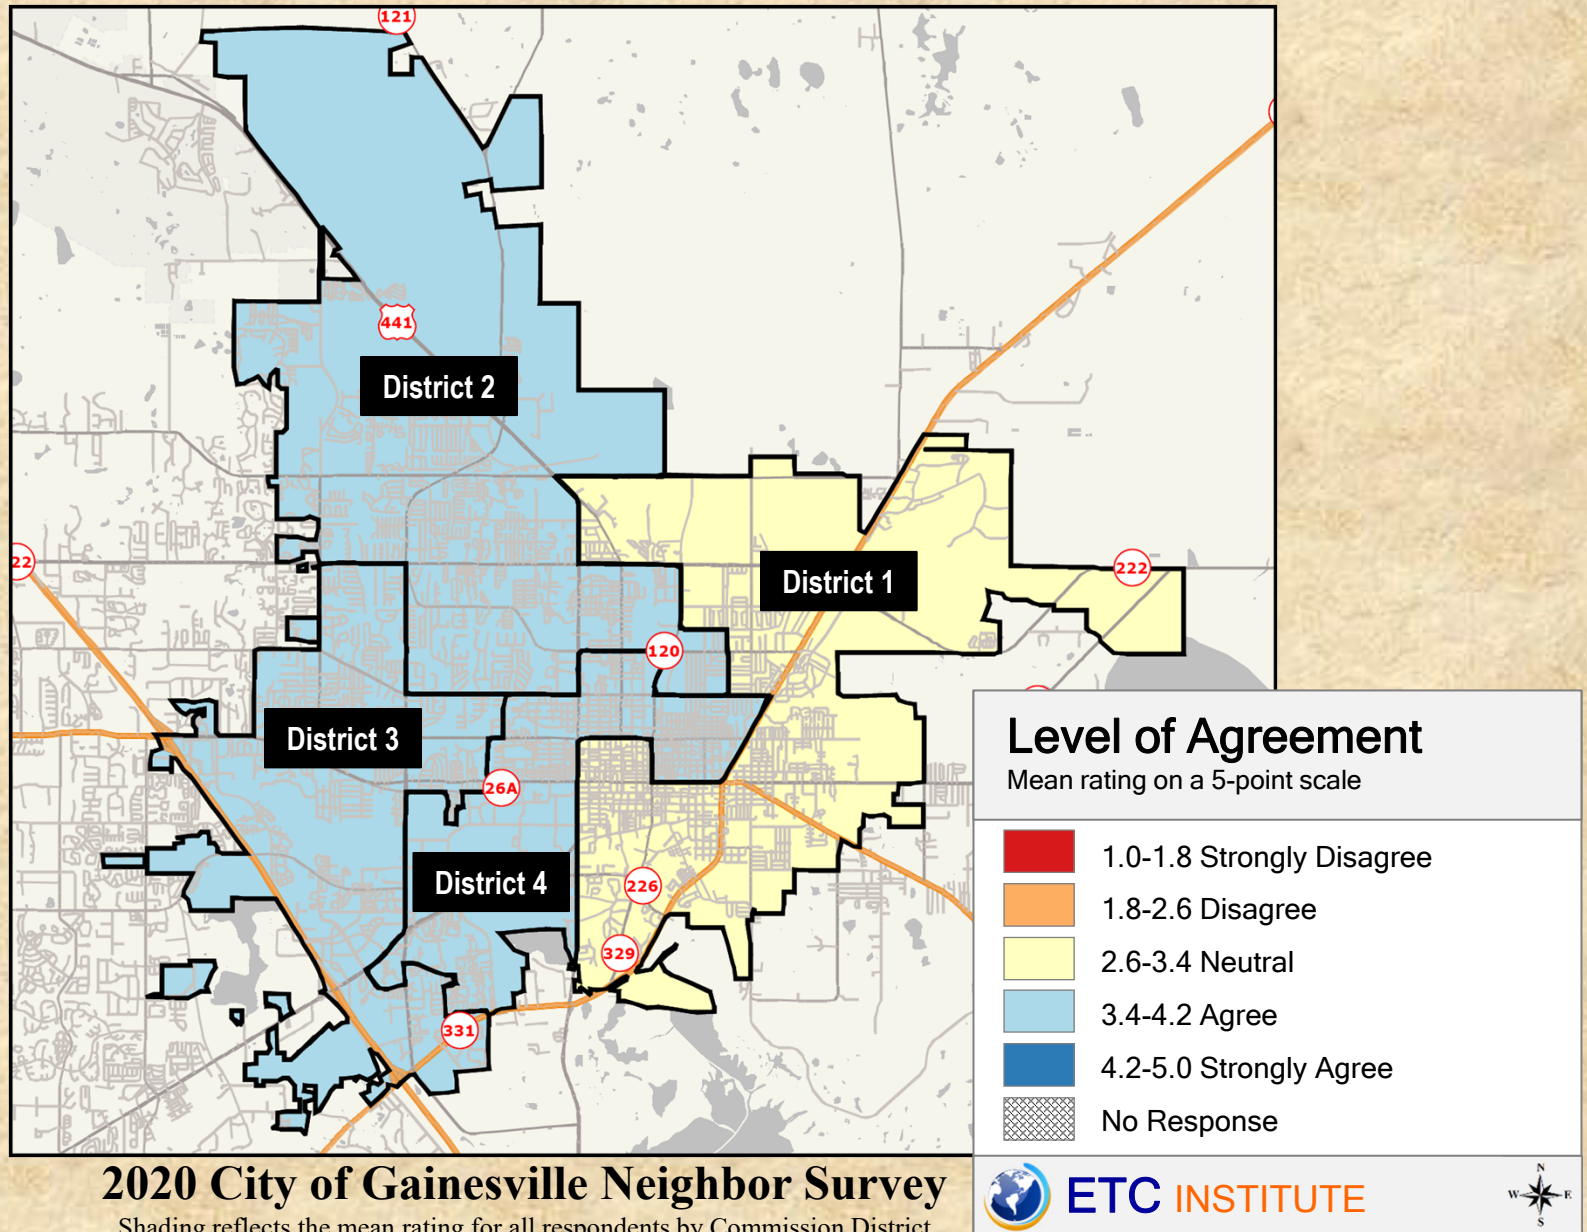 121
441
District 2
222
District 1
22
120
District 3
26A
District 4
226
329
331
Level of Agreement
Mean rating on a 5-point scale
1.0-1.8 Strongly Disagree
1.8-2.6 Disagree
2.6-3.4 Neutral
3.4-4.2 Agree
4.2-5.0 Strongly Agree
No Response
ETC INSTITUTE
N
W E
S
2020 City of Gainesville Neighbor Survey
Shading reflects the mean rating for all respondents by Commission District